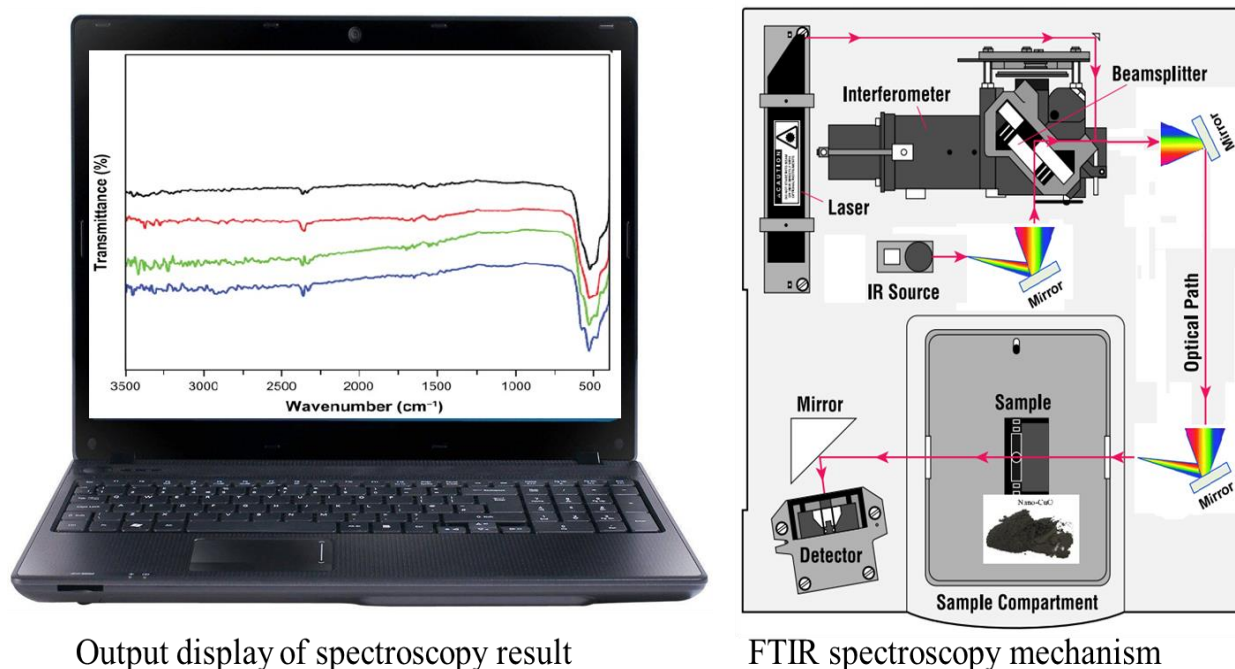 Transmittance (%)
3500 3000 2500 2000 1500 1000 500
Wavenumber (cm⁻¹)
Output display of spectroscopy result
Beamsplitter
Interferometer
Mirror
CAUTION
Laser
IR Source
Mirror
Optical Path
Mirror
Sample
Mirror
Nano-CuO
Detector
Sample Compartment
FTIR spectroscopy mechanism